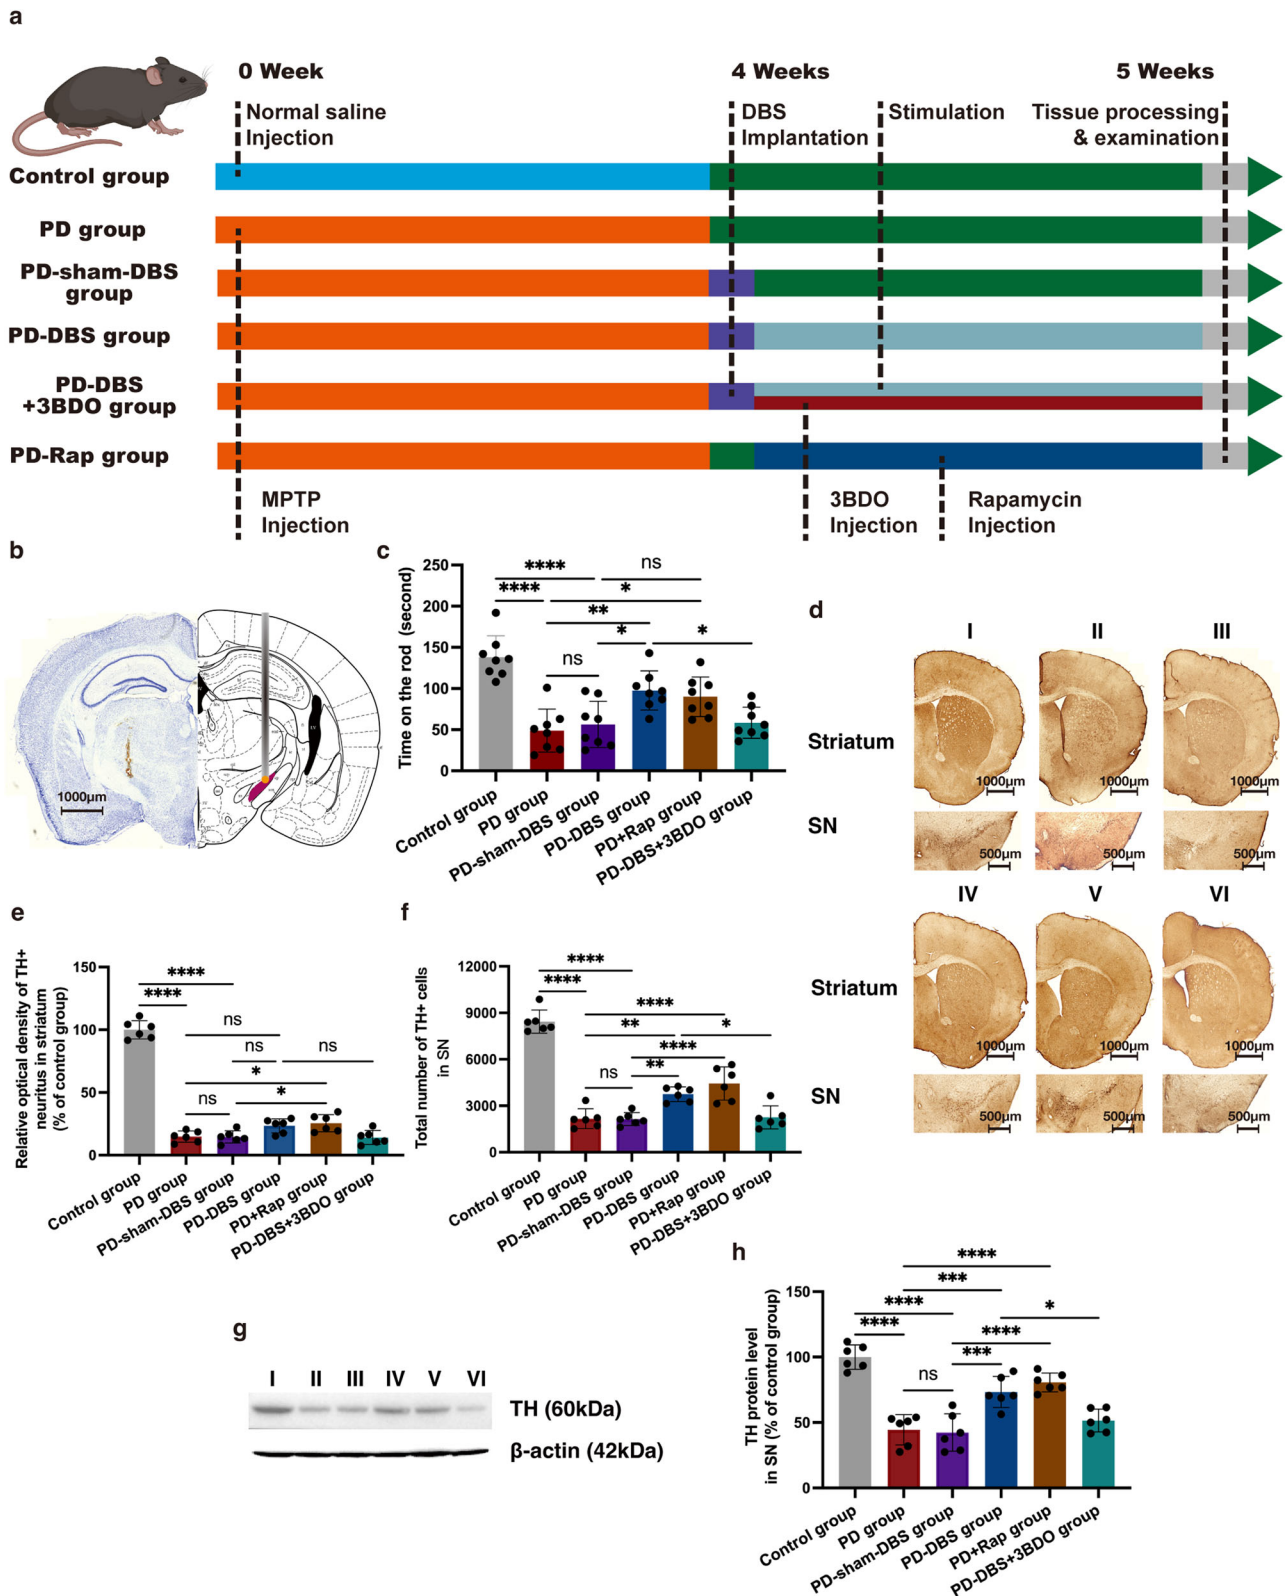 a
0 Week
4 Weeks
5 Weeks
Normal saline
Injection
DBS
Implantation
Stimulation
Tissue processing
& examination
Control group
PD group
PD-sham-DBS
group
PD-DBS group
PD-DBS
+3BDO group
PD-Rap group
MPTP
Injection
3BDO
Injection
Rapamycin
Injection
b
1000μm
c
Time on the rod (second)
250
200
150
100
50
0
****
ns
****
*
**
*
*
ns
Control group
PD group
PD-sham-DBS group
PD-DBS group
PD+Rap group
PD-DBS+3BDO group
d
I
II
III
Striatum
1000μm
1000μm
1000μm
SN
500μm
500μm
500μm
IV
V
VI
Striatum
1000μm
1000μm
1000μm
SN
500μm
500μm
500μm
e
Relative optical density of TH+
neuritus in striatum
(% of control group)
150
100
50
0
****
****
ns
ns
ns
*
*
ns
Control group
PD group
PD-sham-DBS group
PD-DBS group
PD+Rap group
PD-DBS+3BDO group
f
Total number of TH+ cells
in SN
12000
9000
6000
3000
0
****
****
****
**
*
****
ns
**
Control group
PD group
PD-sham-DBS group
PD-DBS group
PD+Rap group
PD-DBS+3BDO group
g
I
II
III
IV
V
VI
TH (60kDa)
β-actin (42kDa)
h
TH protein level
in SN (% of control group)
150
100
50
0
****
***
****
*
****
****
***
ns
Control group
PD group
PD-sham-DBS group
PD-DBS group
PD+Rap group
PD-DBS+3BDO group